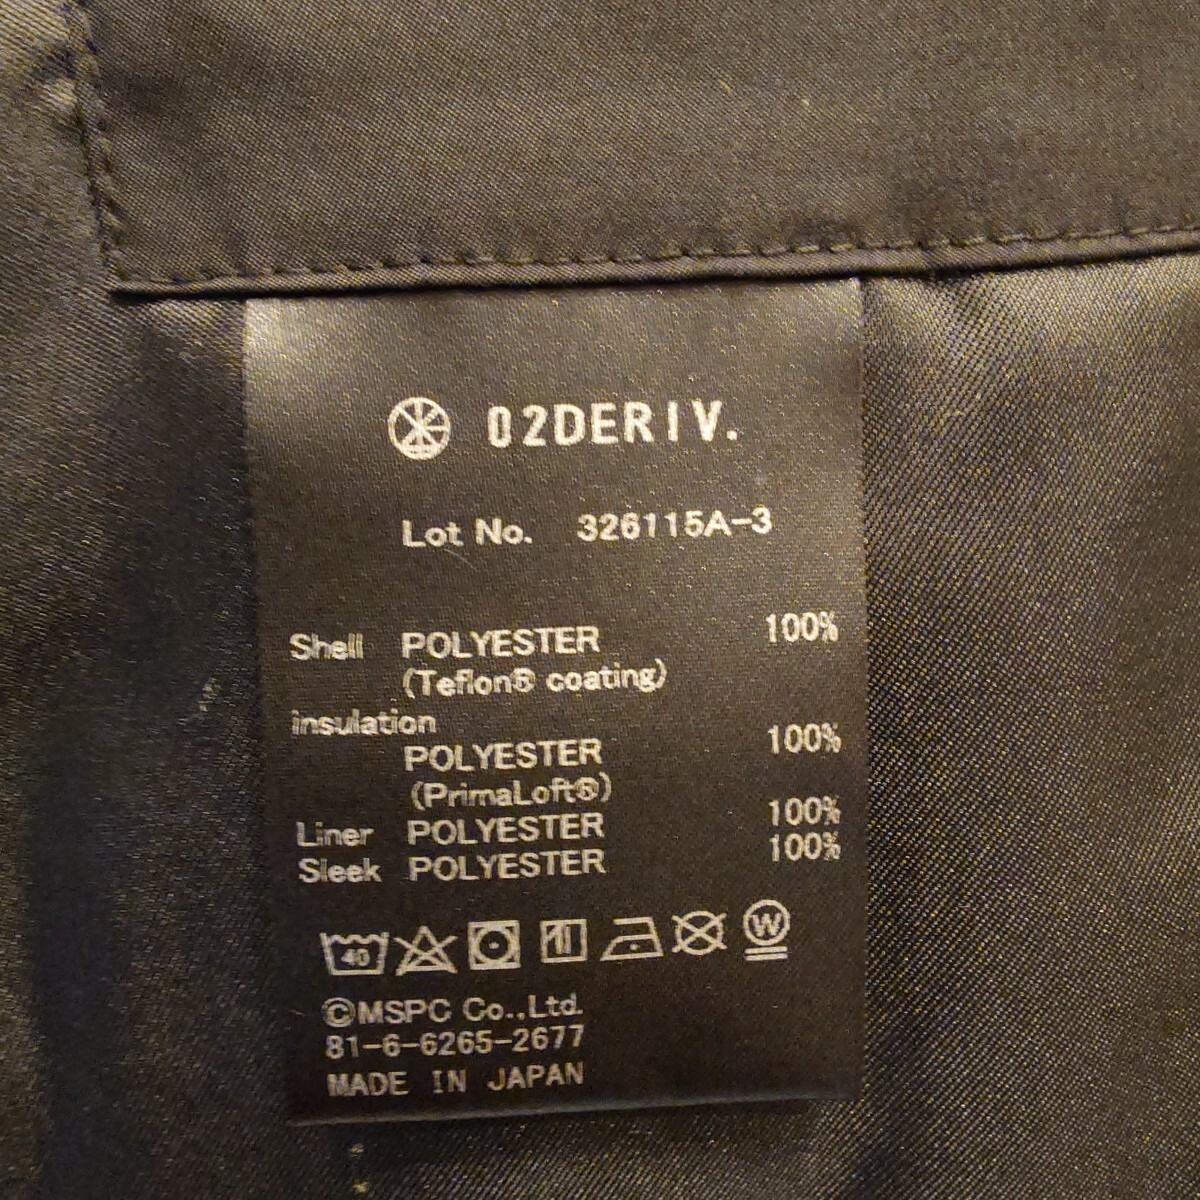 02DERIV.
Lot No. 326115A-3
Shell POLYESTER 100%
(Teflon® coating)
insulation
POLYESTER 100%
(PrimaLoft®)
Liner POLYESTER 100%
Sleek POLYESTER 100%
40 W
©MSPC Co.,Ltd.
81-6-6265-2677
MADE IN JAPAN